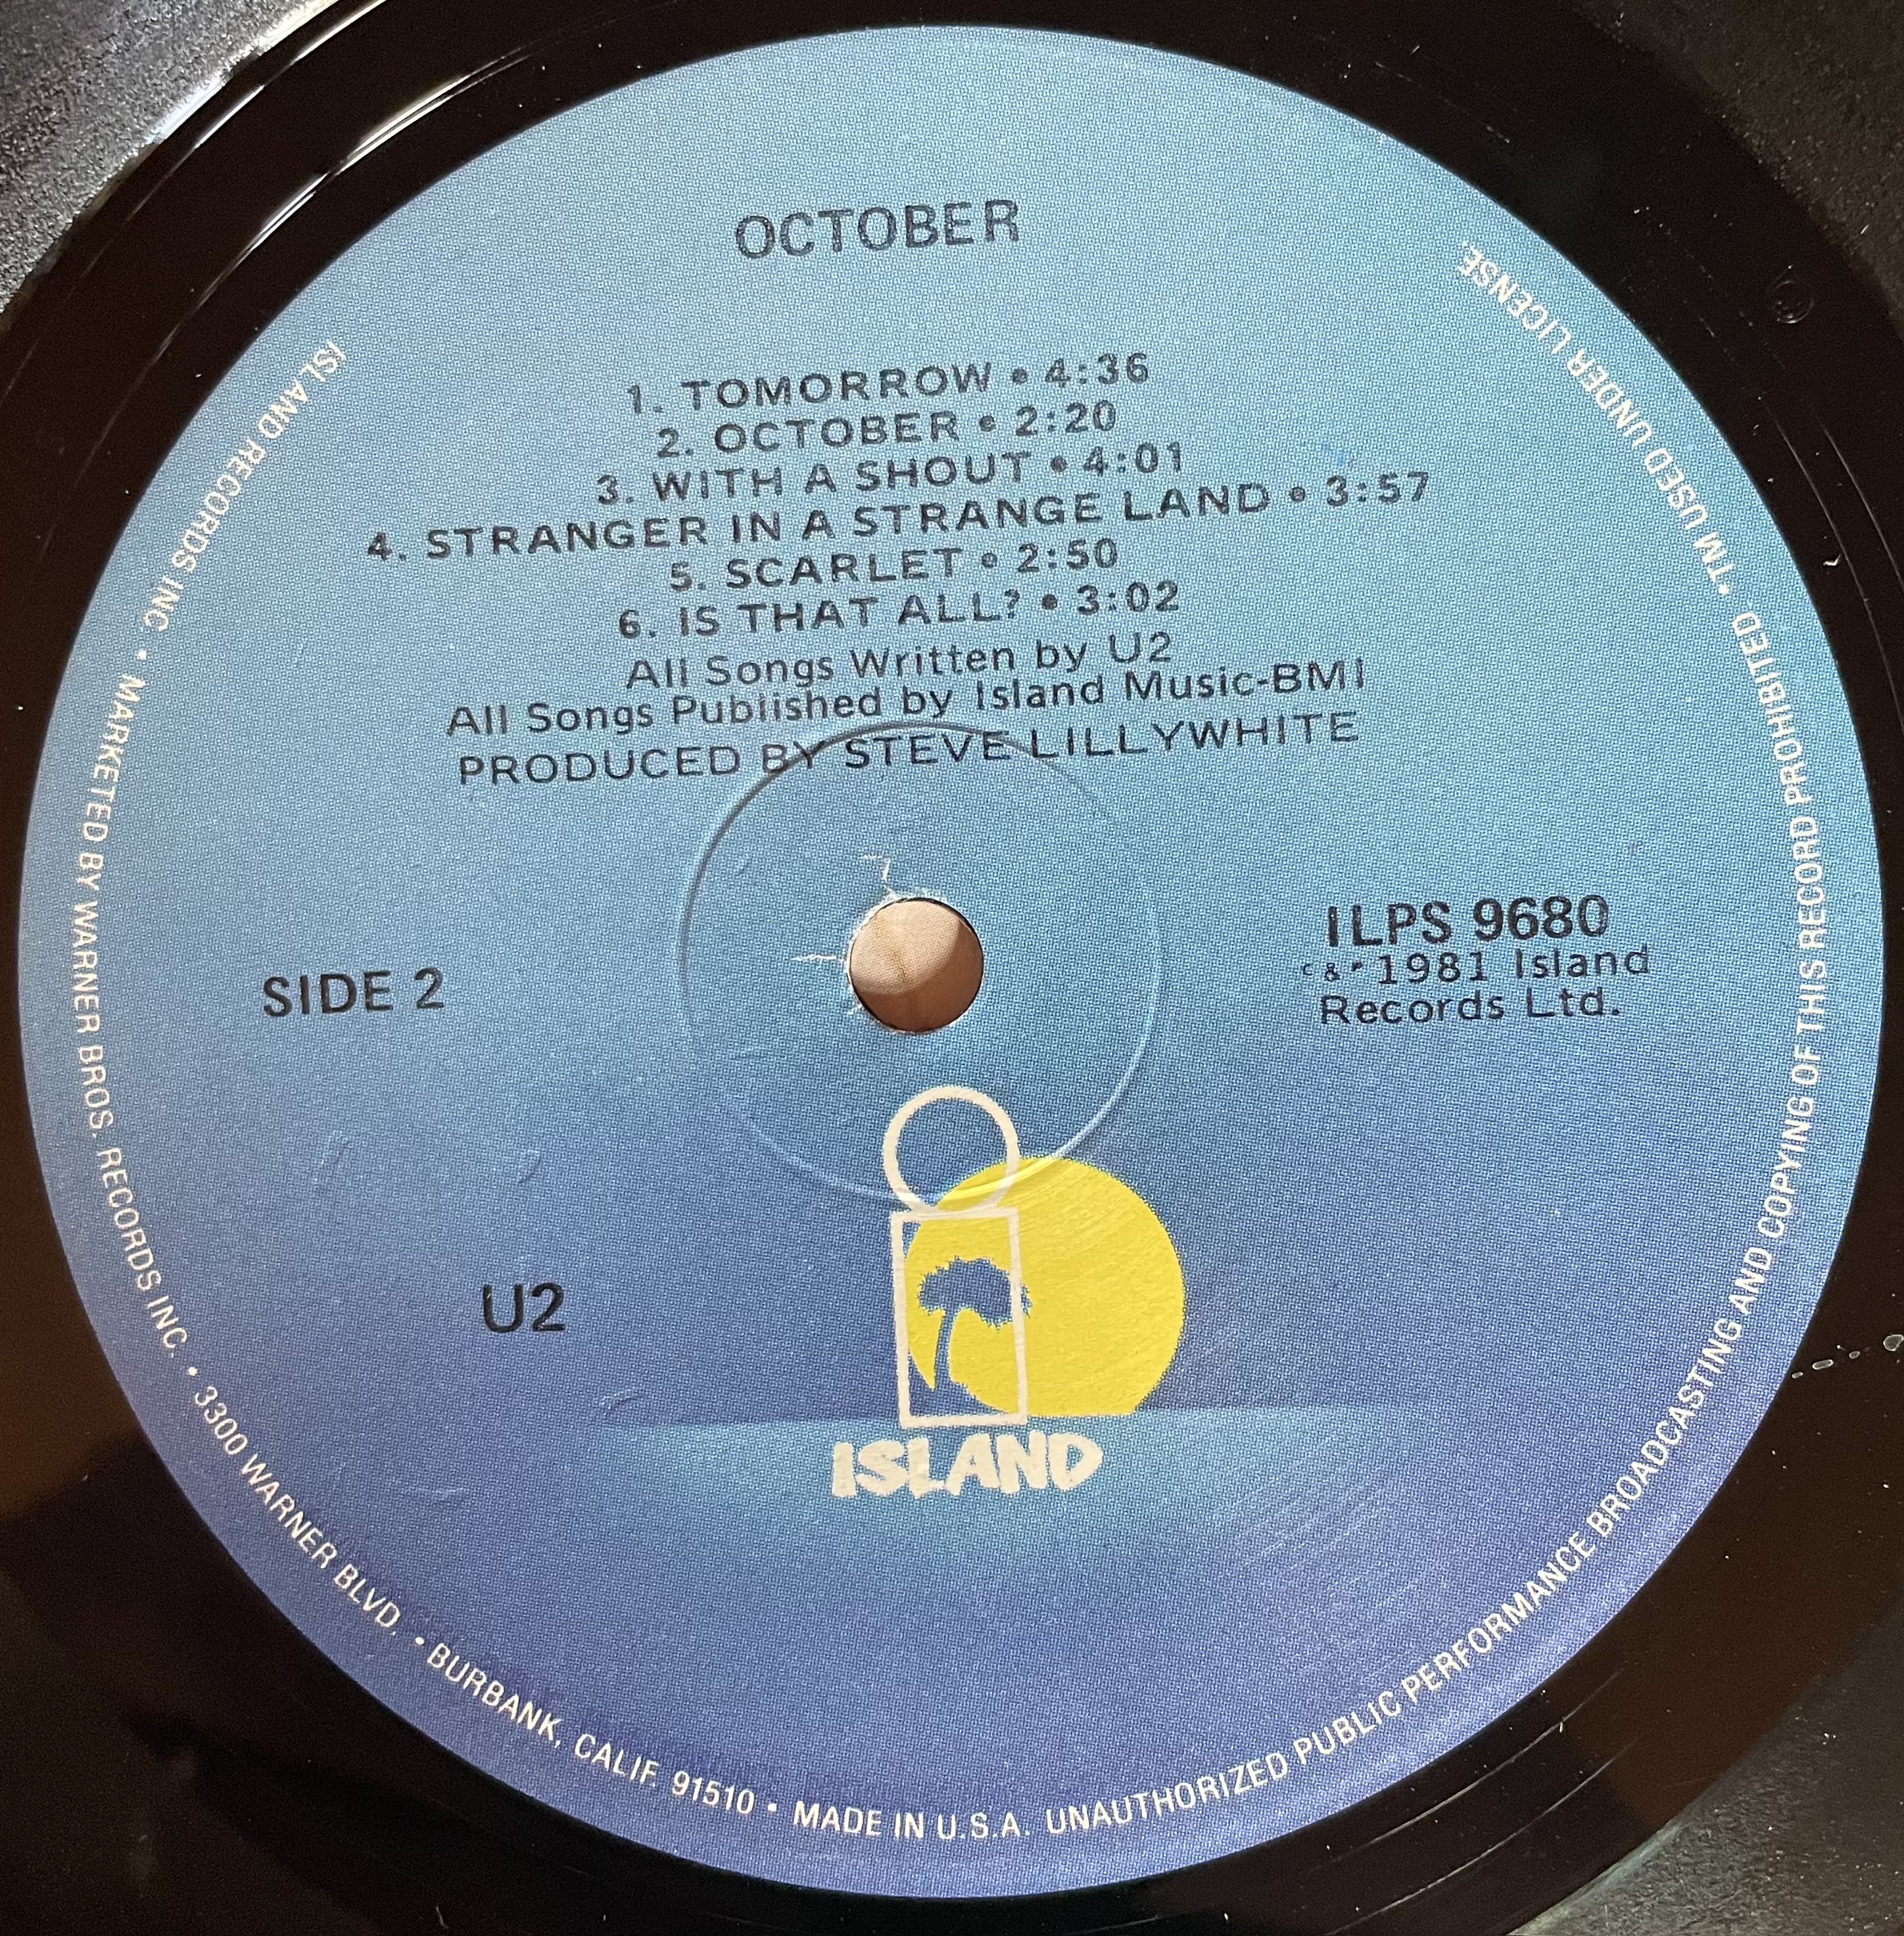 OCTOBER
1. TOMORROW • 4:36
2. OCTOBER • 2:20
3. WITH A SHOUT • 4:01
4. STRANGER IN A STRANGE LAND • 3:57
5. SCARLET • 2:50
6. IS THAT ALL? • 3:02
All Songs Written by U2
All Songs Published by Island Music-BMI
PRODUCED BY STEVE LILLYWHITE
SIDE 2
ILPS 9680
c & P 1981 Island
Records Ltd.
U2
ISLAND
ISLAND RECORDS INC • MARKETED BY WARNER BROS. RECORDS INC. • 3300 WARNER BLVD. • BURBANK, CALIF. 91510 • MADE IN U.S.A. UNAUTHORIZED PUBLIC PERFORMANCE BROADCASTING AND COPYING OF THIS RECORD PROHIBITED • TM USED UNDER LICENSE.